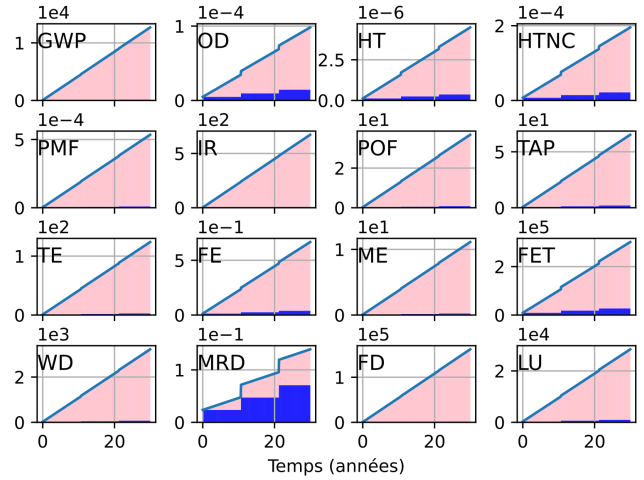 1e4 1e−4 1e−6 2 1e−4
1 GWP 1 OD 2.5 HT HTNC
0 0 0.0 0
1e−4 1e2 1e1 1e1
5 PMF 5 IR 2 POF 5 TAP
0 0 0 0
1e2 1e−1 1e1 1e5
1 TE 5 FE 1 ME 2 FET
0 0 0 0
1e3 1e−1 1e5 1e4
2 WD 1 MRD 1 FD 2 LU
0 0 0 0
0 20 0 20 0 20 0 20
Temps (années)